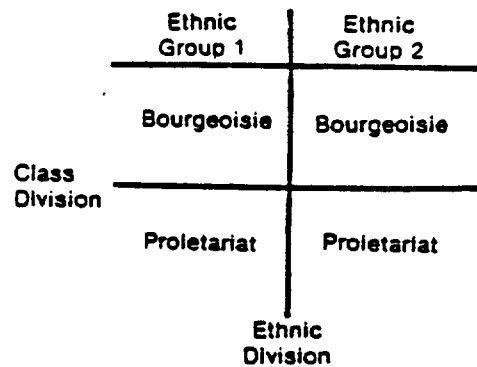 Ethnic Group 1
Ethnic Group 2
Bourgeoisie
Bourgeoisie
Class
Division
Proletariat
Proletariat
Ethnic
Division